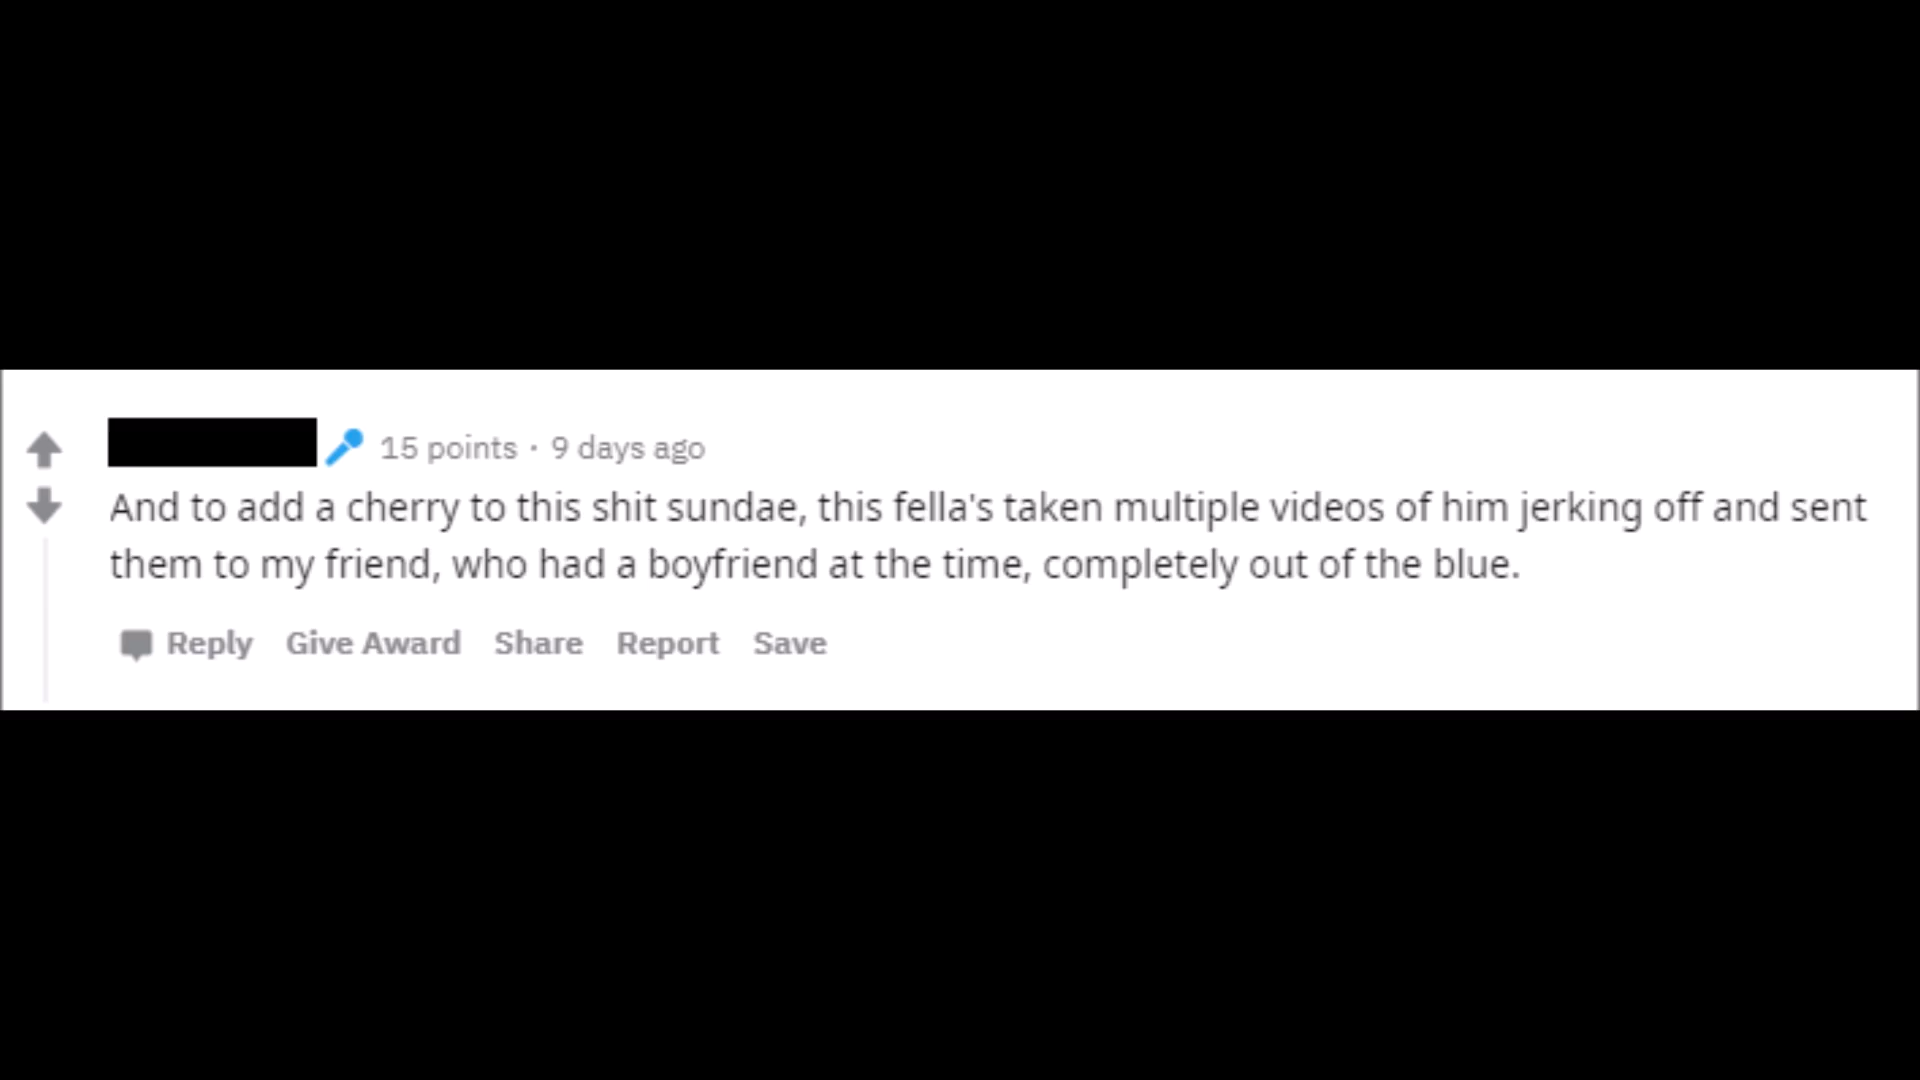 15 points · 9 days ago
And to add a cherry to this shit sundae, this fella's taken multiple videos of him jerking off and sent
them to my friend, who had a boyfriend at the time, completely out of the blue.
Reply Give Award Share Report Save